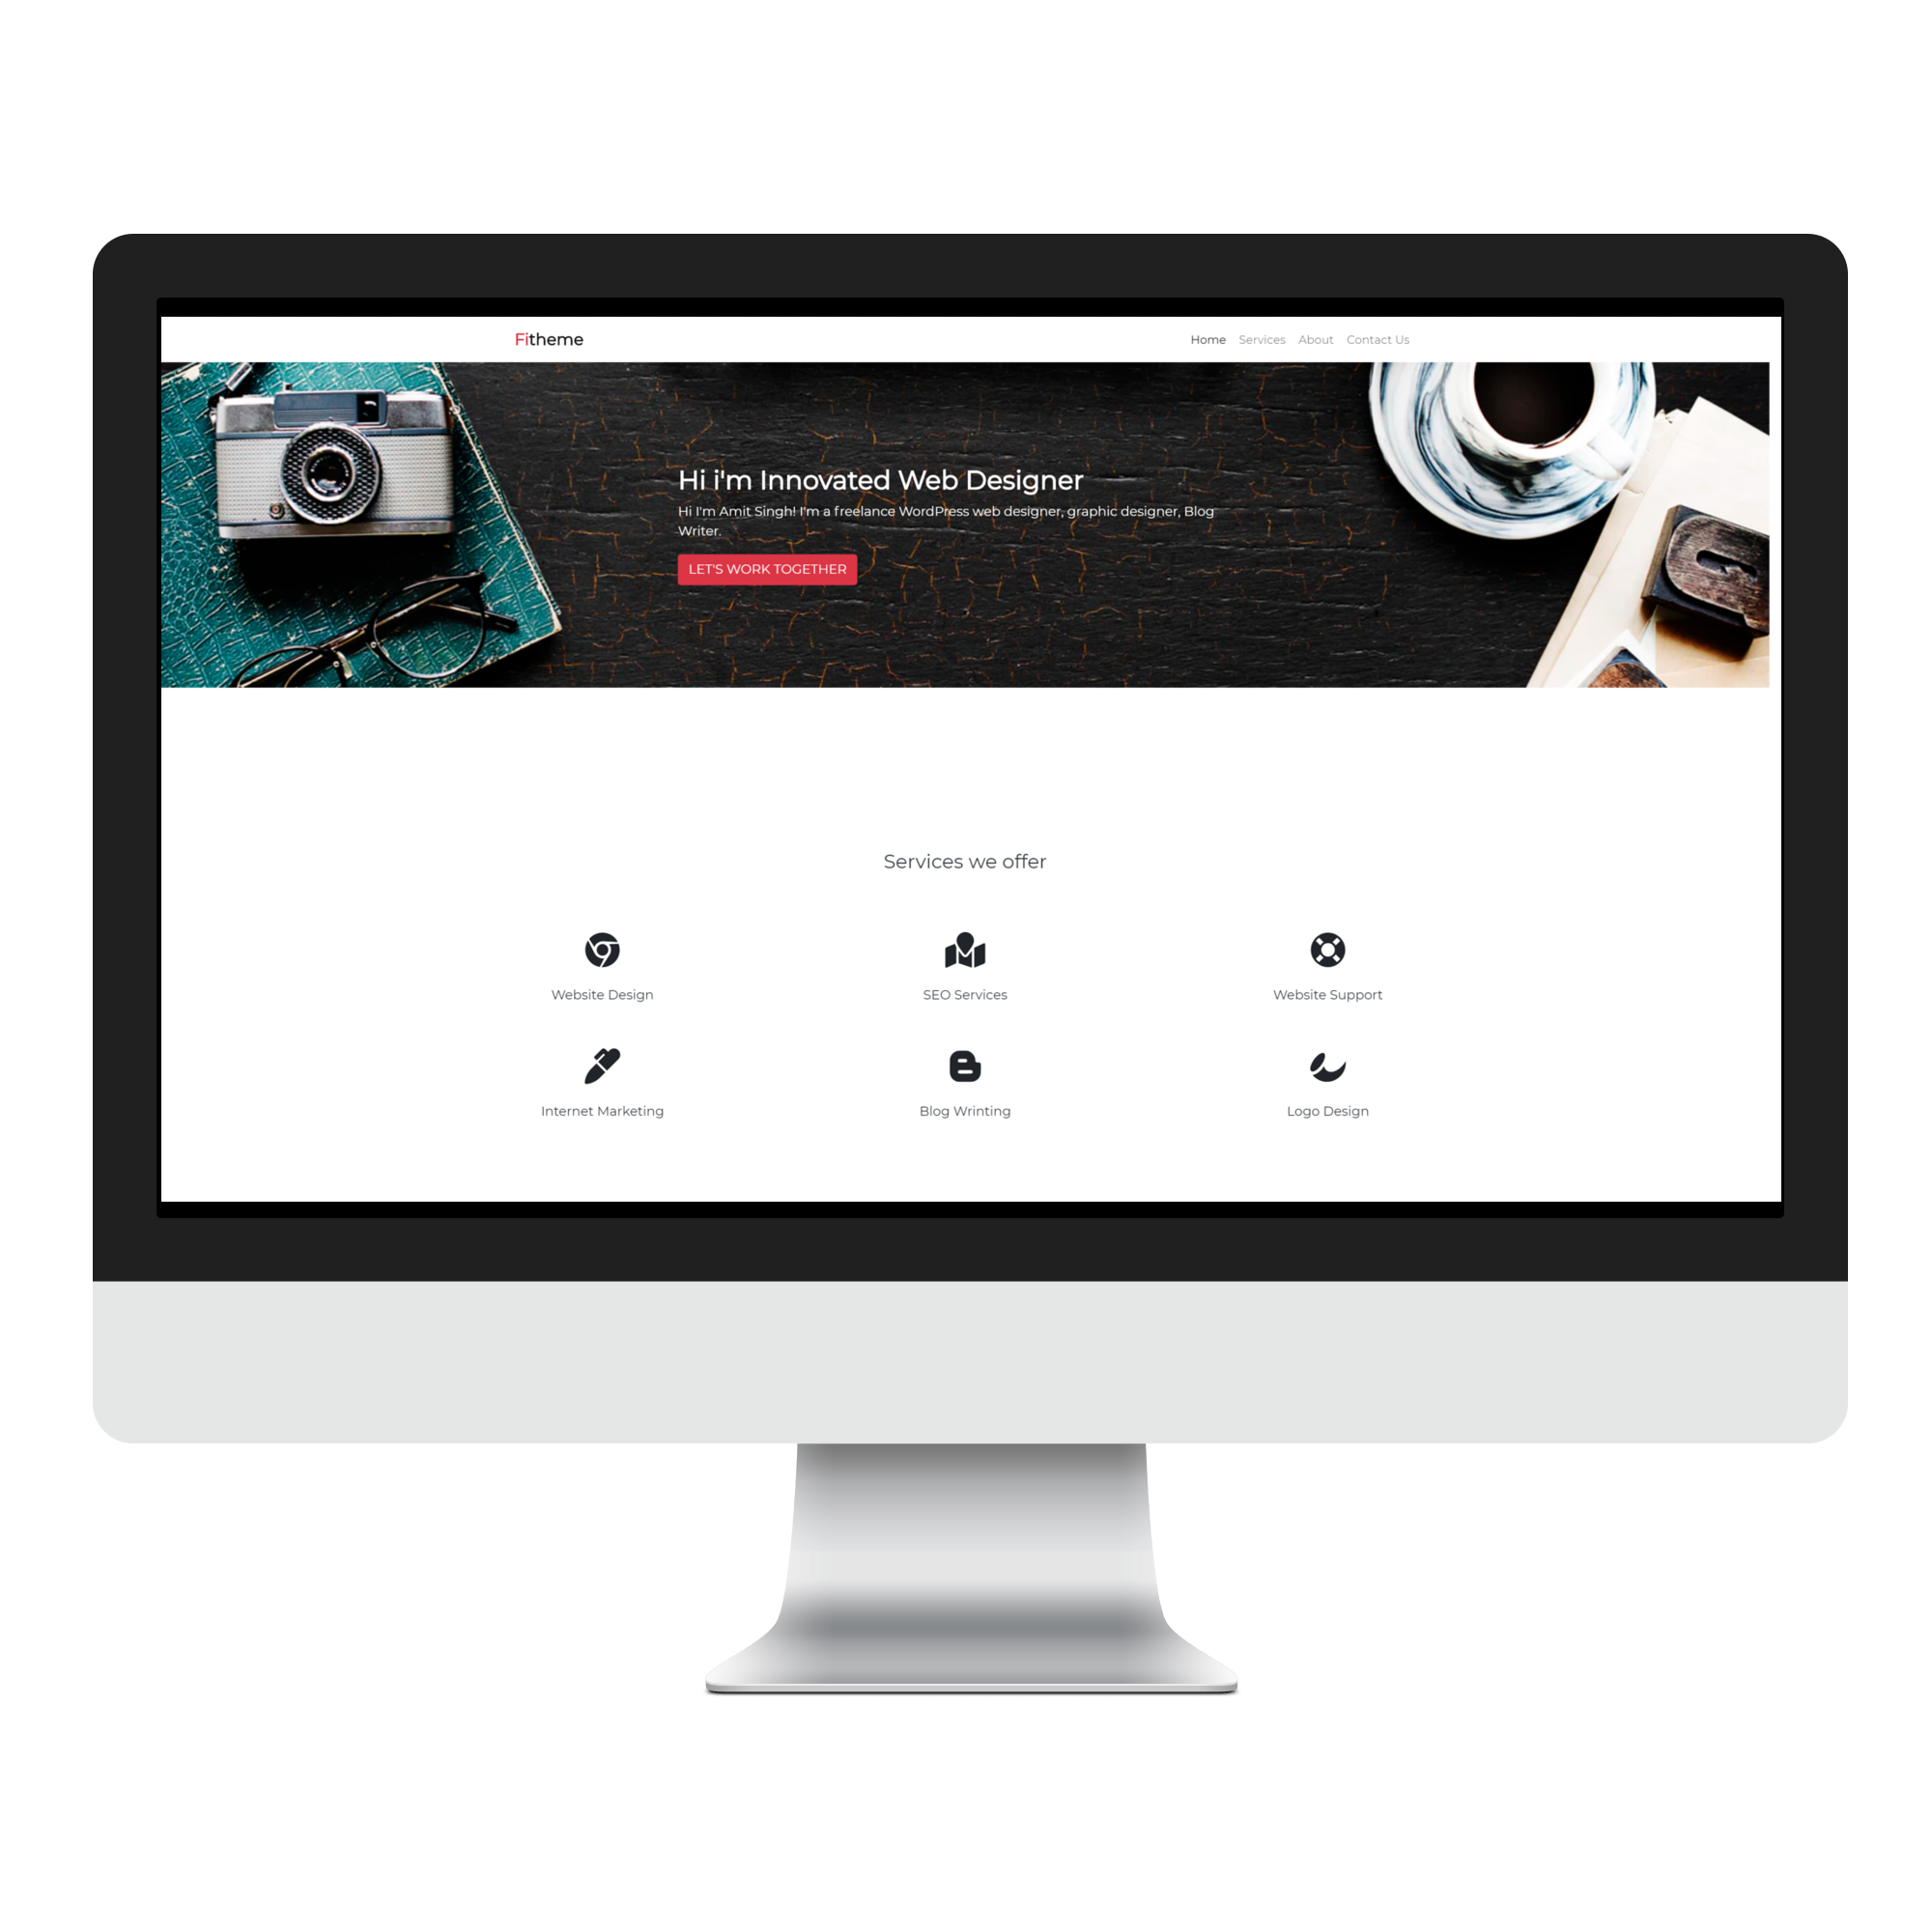 Fitheme
Home Services About Contact Us
Hi i'm Innovated Web Designer
Hi I'm Amit Singh! I'm a freelance WordPress web designer, graphic designer, Blog
Writer.
LET'S WORK TOGETHER
Services we offer
Website Design
SEO Services
Website Support
Internet Marketing
Blog Wrinting
Logo Design